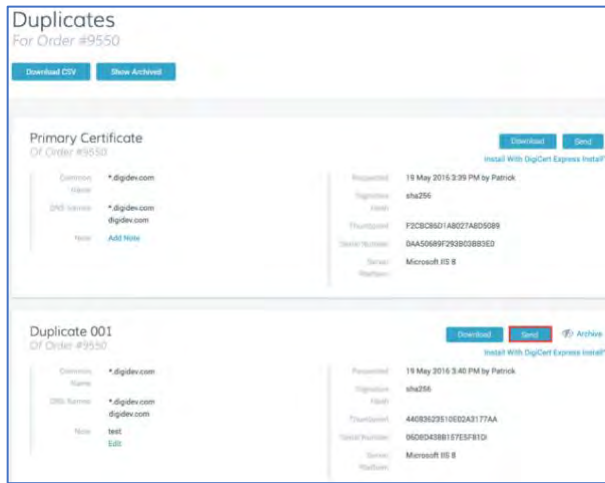 Duplicates
For Order #9550
Download CSV Show Archived
Primary Certificate
Of Order #9550
Download Send
Install With DigiCert Express Install
Common Name *.digidev.com
DNS Names *.digidev.com
digidev.com
Note Add Note
Requested 19 May 2016 3:39 PM by Patrick
Signature Hash sha256
Thumbprint
Serial Number 0AA50689F293B03BB3E0
Server Platform Microsoft IIS 8
Duplicate 001
Of Order #9550
Download Send Archive
Install With DigiCert Express Install
Common Name *.digidev.com
DNS Names *.digidev.com
digidev.com
Note test
Edit
Requested 19 May 2016 3:40 PM by Patrick
Signature Hash sha256
Thumbprint
Serial Number
Server Platform Microsoft IIS 8